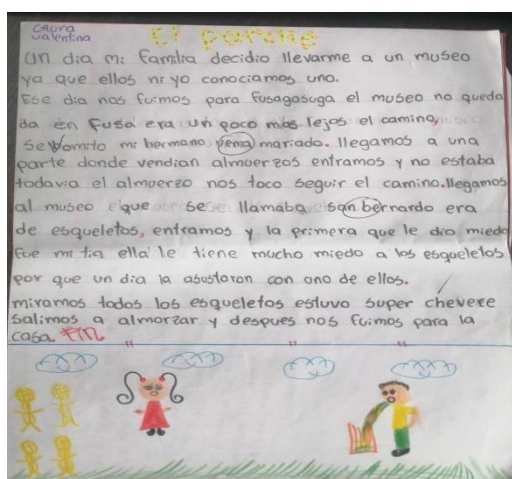 Laura
Valentina
El parche
Un dia mi familia decidio llevarme a un museo
ya que ellos ni yo conociamos uno.
Ese dia nos fuimos para fusagasuga el museo no queda
da en fusa era un poco mas lejos el camino,
se vomito mi hermano venia mariado. llegamos a una
parte donde vendian almuerzos entramos y no estaba
todavia el almuerzo nos toco seguir el camino. llegamos
al museo que se llamaba san bernardo era
de esqueletos, entramos y la primera que le dio miedo
fue mi tia ella le tiene mucho miedo a los esqueletos
por que un dia la asustaron con uno de ellos.
miramos todos los esqueletos estuvo super chevere
salimos a almorzar y despues nos fuimos para la
casa. FIN